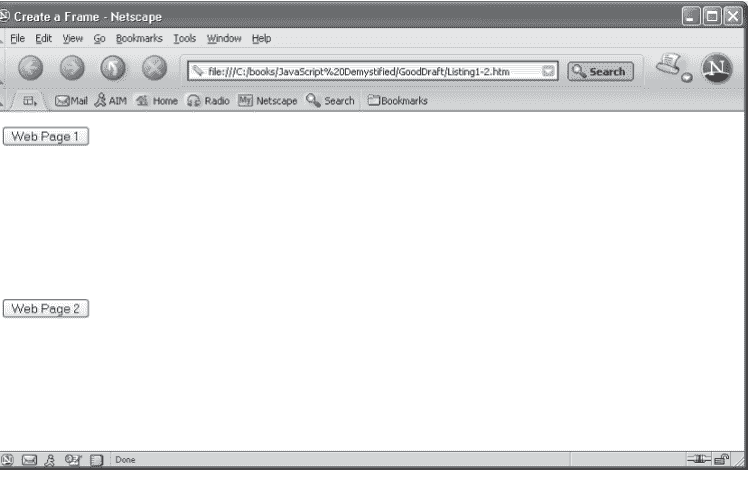 Create a Frame - Netscape
File Edit View Go Bookmarks Tools Window Help
file:///C:/books/JavaScript%20Demystified/GoodDraft/Listing1-2.htm Search N
Mail AIM Home Radio My Netscape Search Bookmarks
Web Page 1
Web Page 2
Done